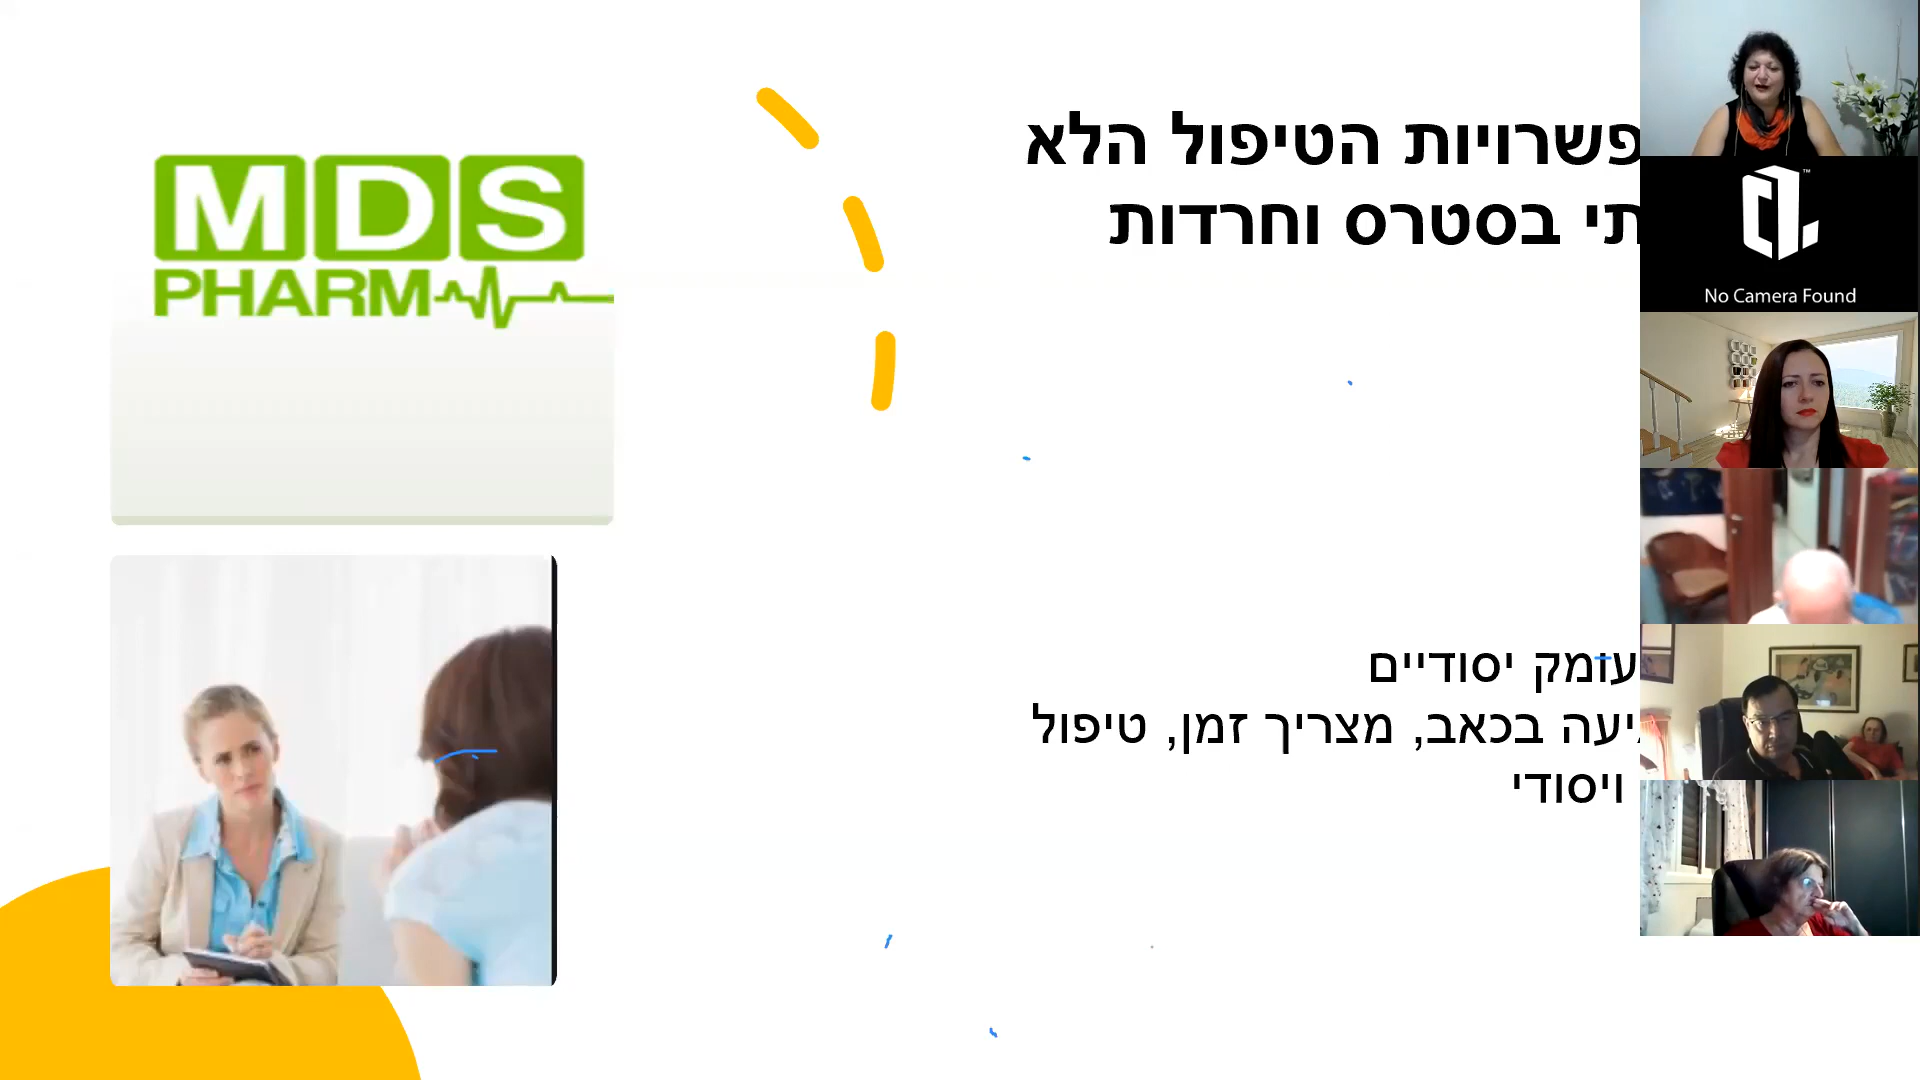 MDS
PHARM
פשרויות הטיפול הלא
תי בסטרס וחרדות
עומק יסודיים
יעה בכאב, מצריך זמן, טיפול
ויסודי
™
No Camera Found